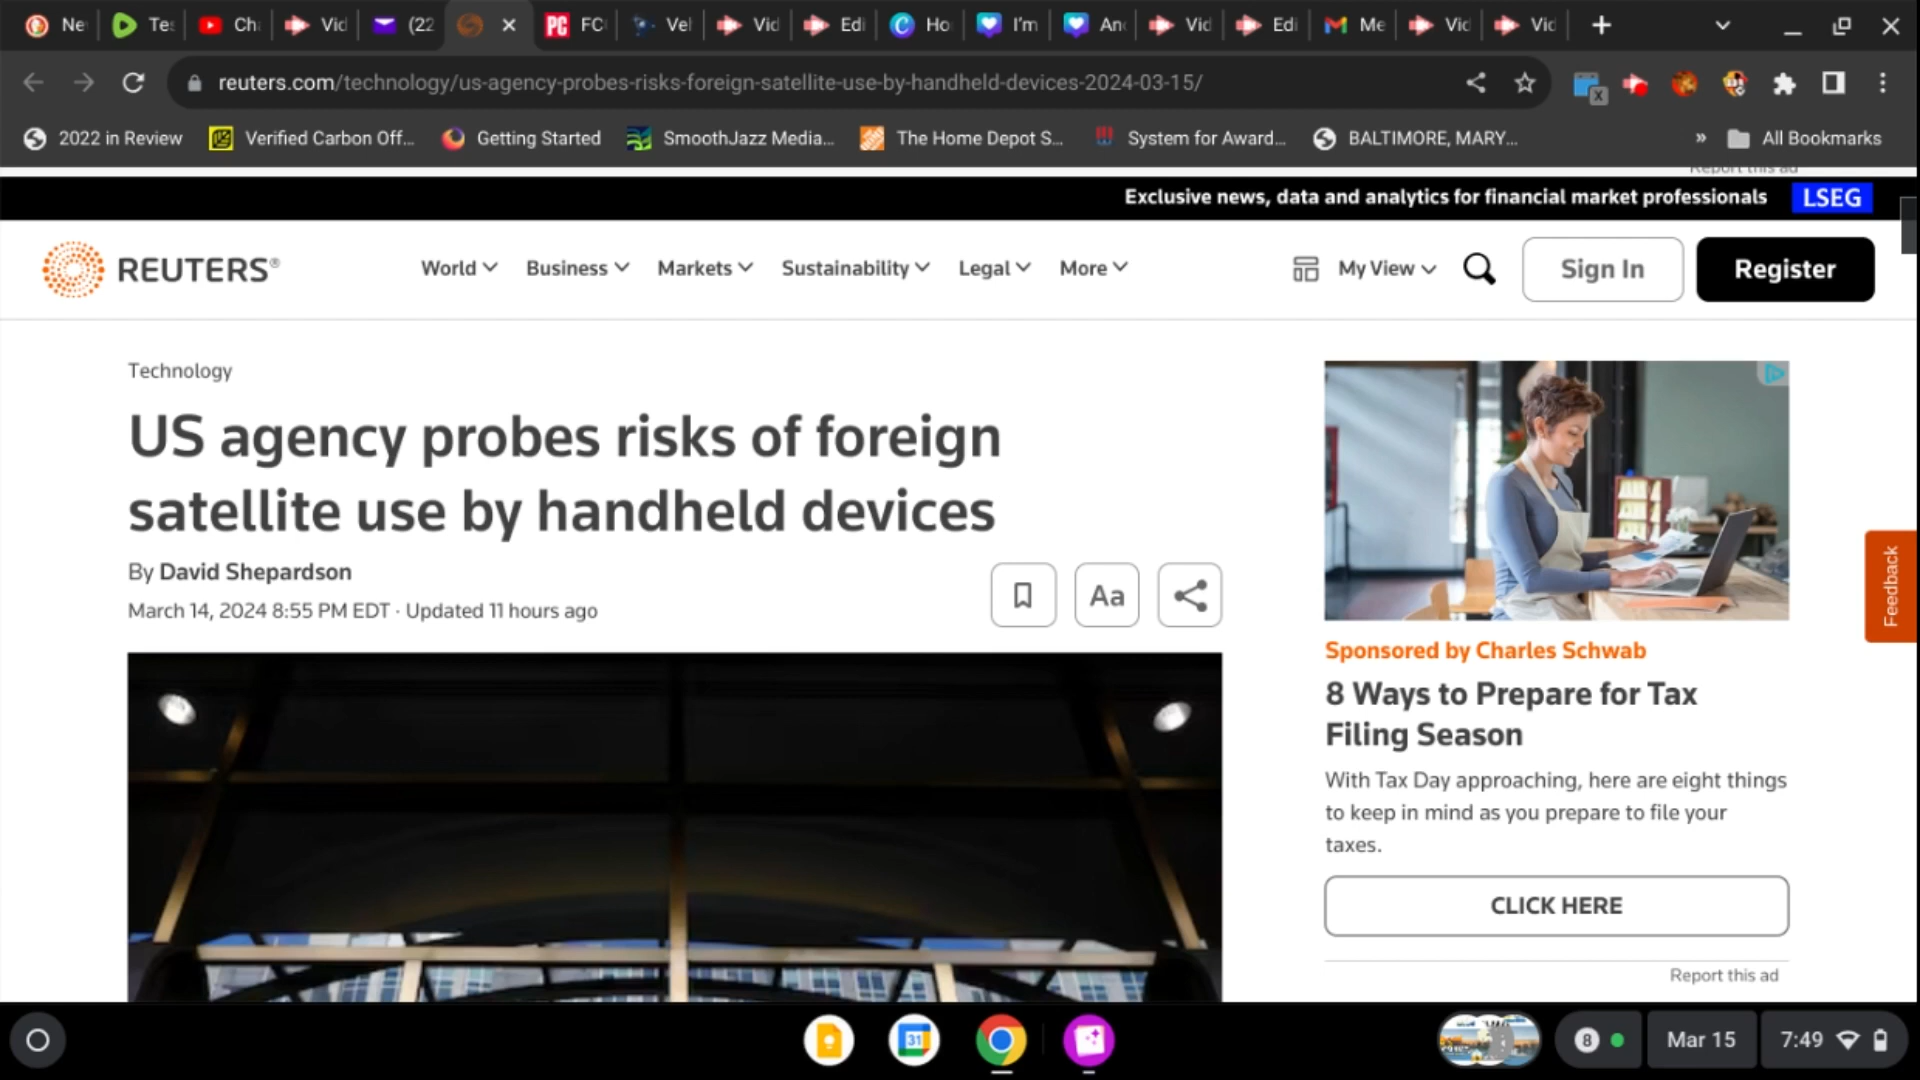 Ne
Tes
Ch
Vid
(22
FC
Vel
Vid
Edi
Ho
I'm
An
Vid
Edi
Me
Vid
Vid
reuters.com/technology/us-agency-probes-risks-foreign-satellite-use-by-handheld-devices-2024-03-15/
2022 in Review
Verified Carbon Off...
Getting Started
SmoothJazz Media...
The Home Depot S...
System for Award...
BALTIMORE, MARY...
»
All Bookmarks
Report this ad
Exclusive news, data and analytics for financial market professionals LSEG
REUTERS®
World
Business
Markets
Sustainability
Legal
More
My View
Sign In
Register
Technology
US agency probes risks of foreign
satellite use by handheld devices
By David Shepardson
March 14, 2024 8:55 PM EDT · Updated 11 hours ago
Aa
Feedback
Sponsored by Charles Schwab
8 Ways to Prepare for Tax
Filing Season
With Tax Day approaching, here are eight things
to keep in mind as you prepare to file your
taxes.
CLICK HERE
Report this ad
31
8
Mar 15
7:49